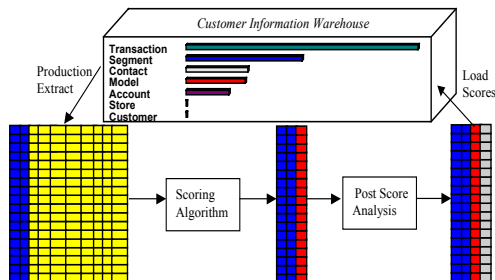 Customer Information Warehouse
Transaction
Segment
Contact
Model
Account
Store
Customer
Production
Extract
Load
Scores
Scoring
Algorithm
Post Score
Analysis